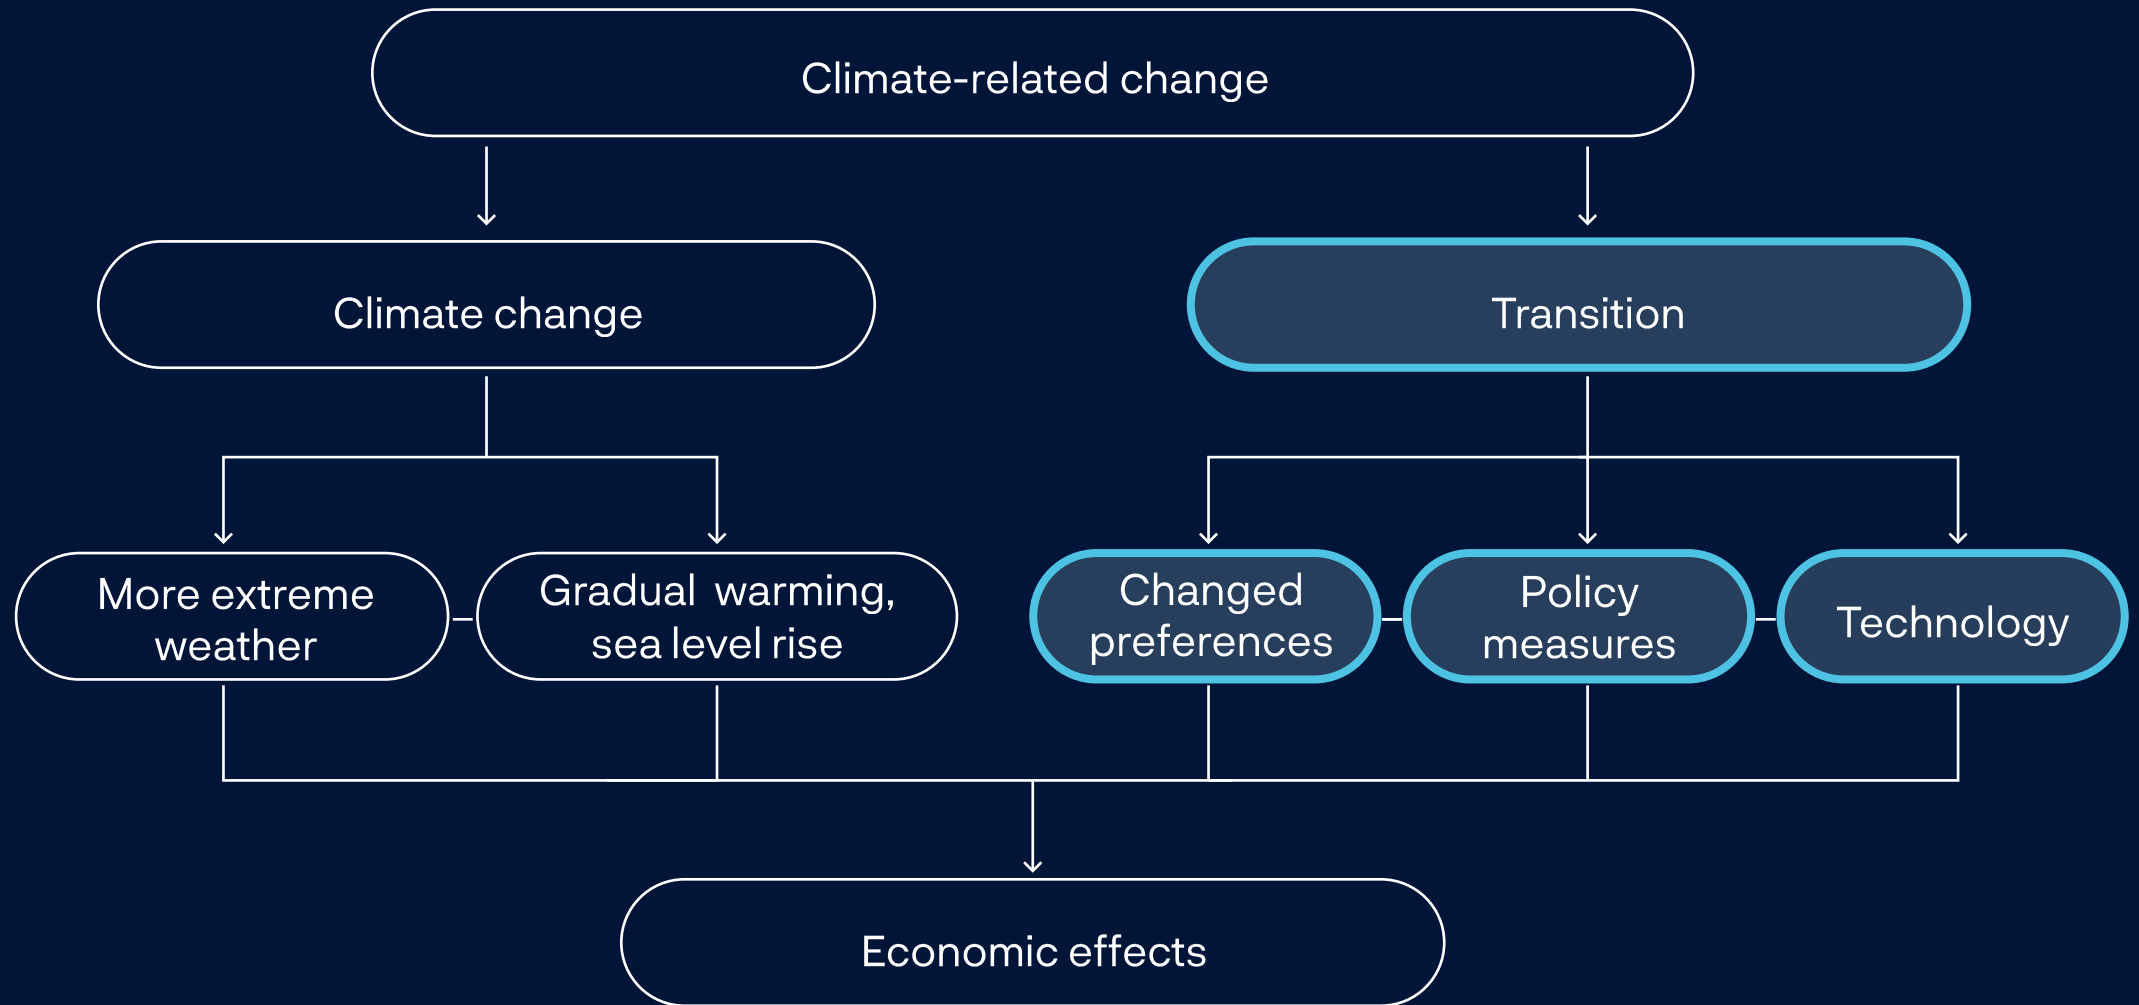 Climate-related change
Climate change
Transition
More extreme
weather
Gradual warming,
sea level rise
Changed
preferences
Policy
measures
Technology
Economic effects